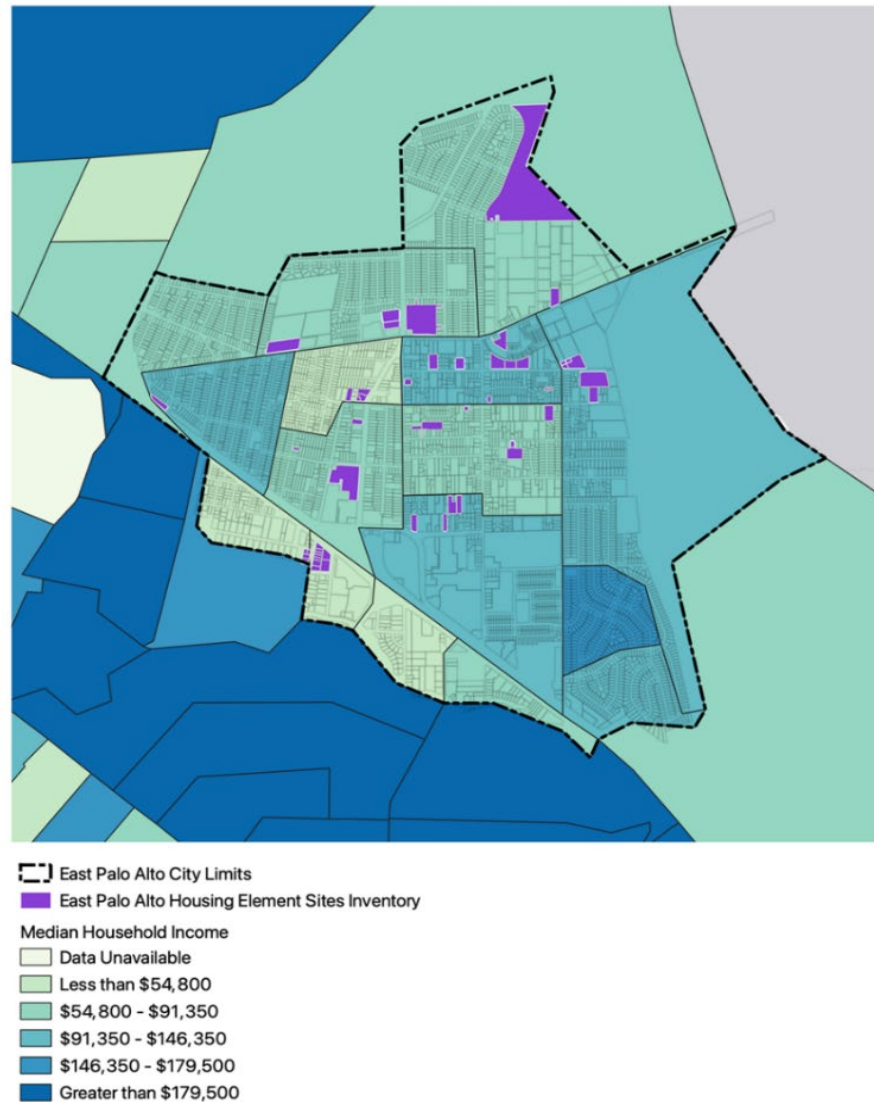 East Palo Alto City Limits
East Palo Alto Housing Element Sites Inventory
Median Household Income
Data Unavailable
Less than $54,800
$54,800 - $91,350
$91,350 - $146,350
$146,350 - $179,500
Greater than $179,500